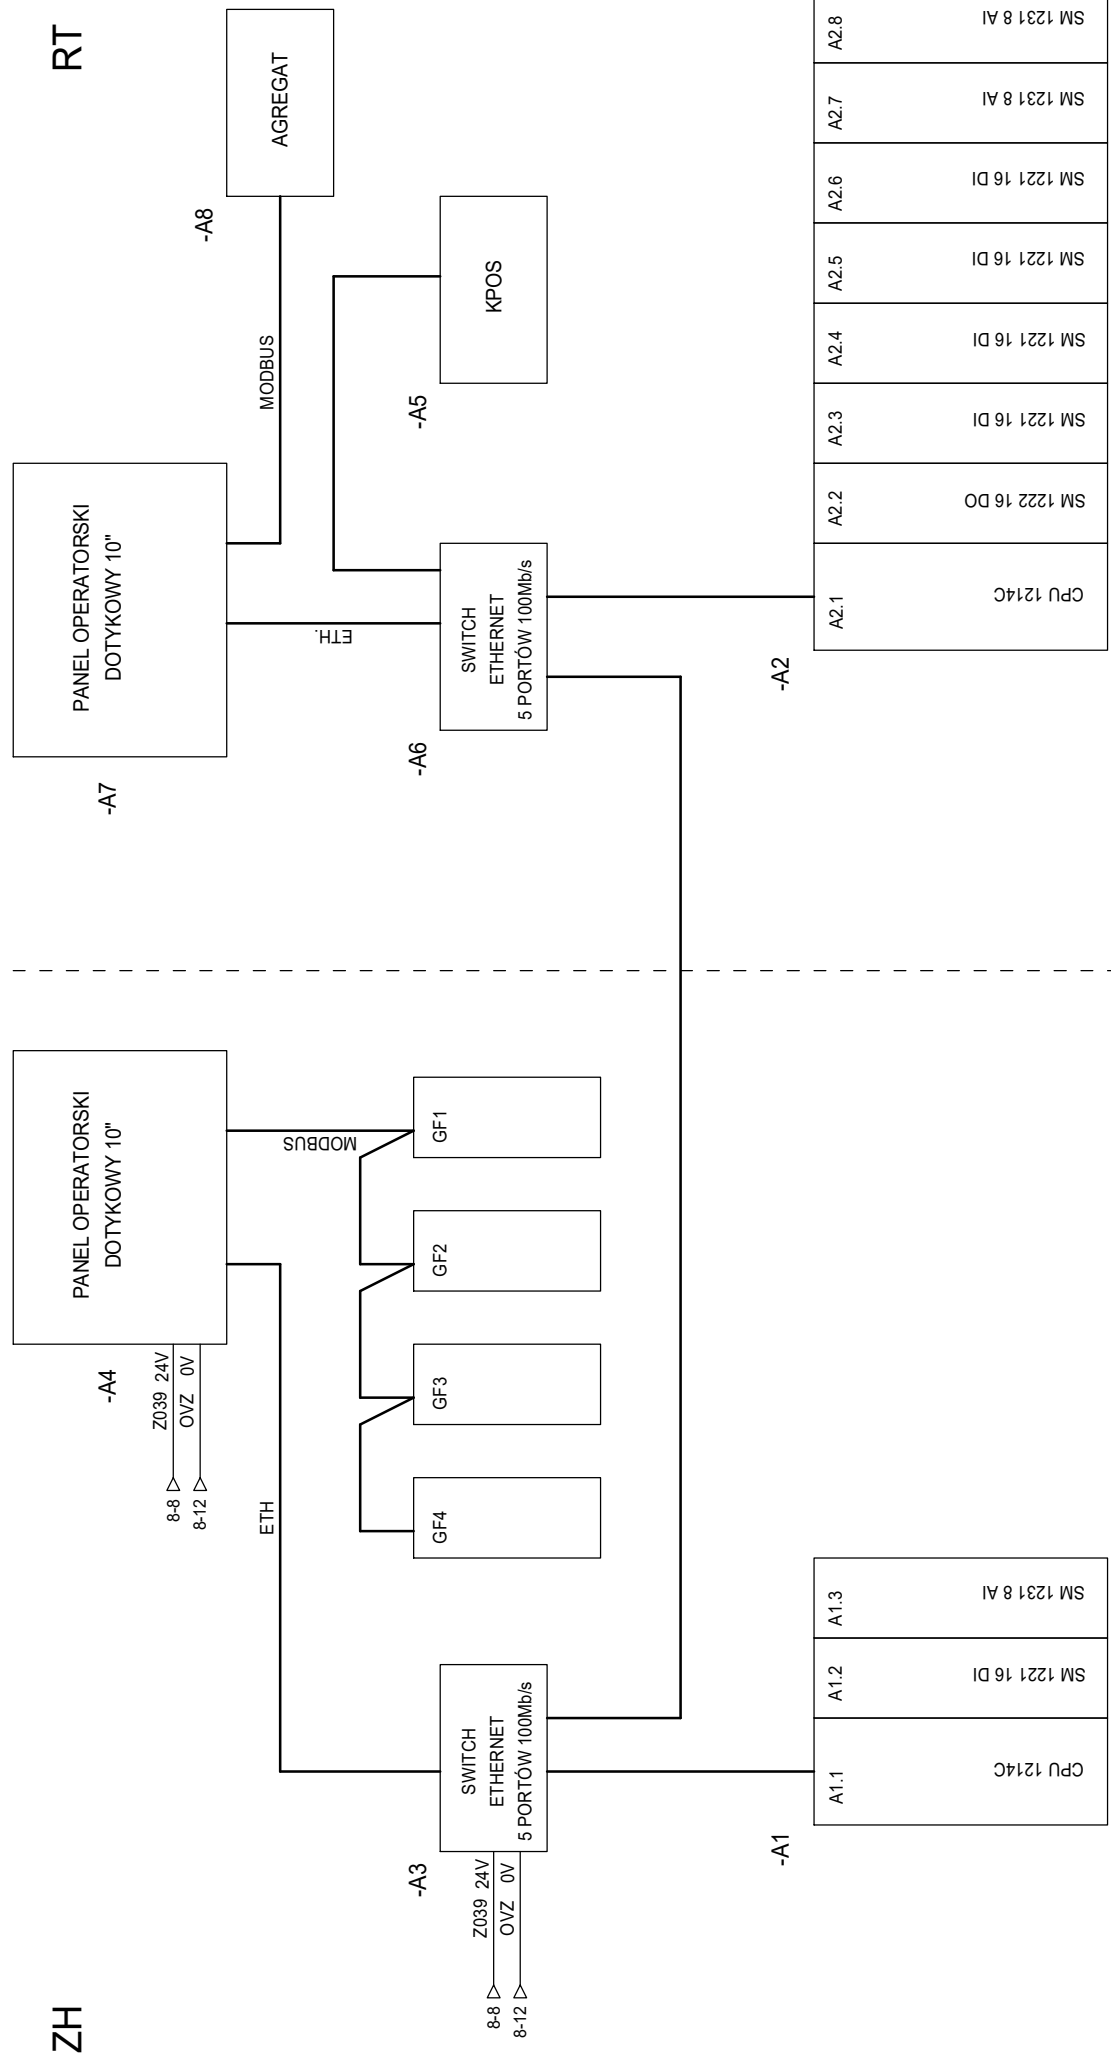 ZH
RT
PANEL OPERATORSKI
DOTYKOWY 10"
-A4
Z039 24V
OVZ 0V
8-8
8-12
ETH
MODBUS
GF4
GF3
GF2
GF1
SWITCH
ETHERNET
5 PORTÓW 100Mb/s
-A3
Z039 24V
OVZ 0V
8-8
8-12
-A1
A1.1
CPU 1214C
A1.2
SM 1221 16 DI
A1.3
SM 1231 8 AI
PANEL OPERATORSKI
DOTYKOWY 10"
-A7
ETH.
MODBUS
AGREGAT
-A8
KPOS
-A5
SWITCH
ETHERNET
5 PORTÓW 100Mb/s
-A6
-A2
A2.1
CPU 1214C
A2.2
SM 1222 16 DO
A2.3
SM 1221 16 DI
A2.4
SM 1221 16 DI
A2.5
SM 1221 16 DI
A2.6
SM 1221 16 DI
A2.7
SM 1231 8 AI
A2.8
SM 1231 8 AI